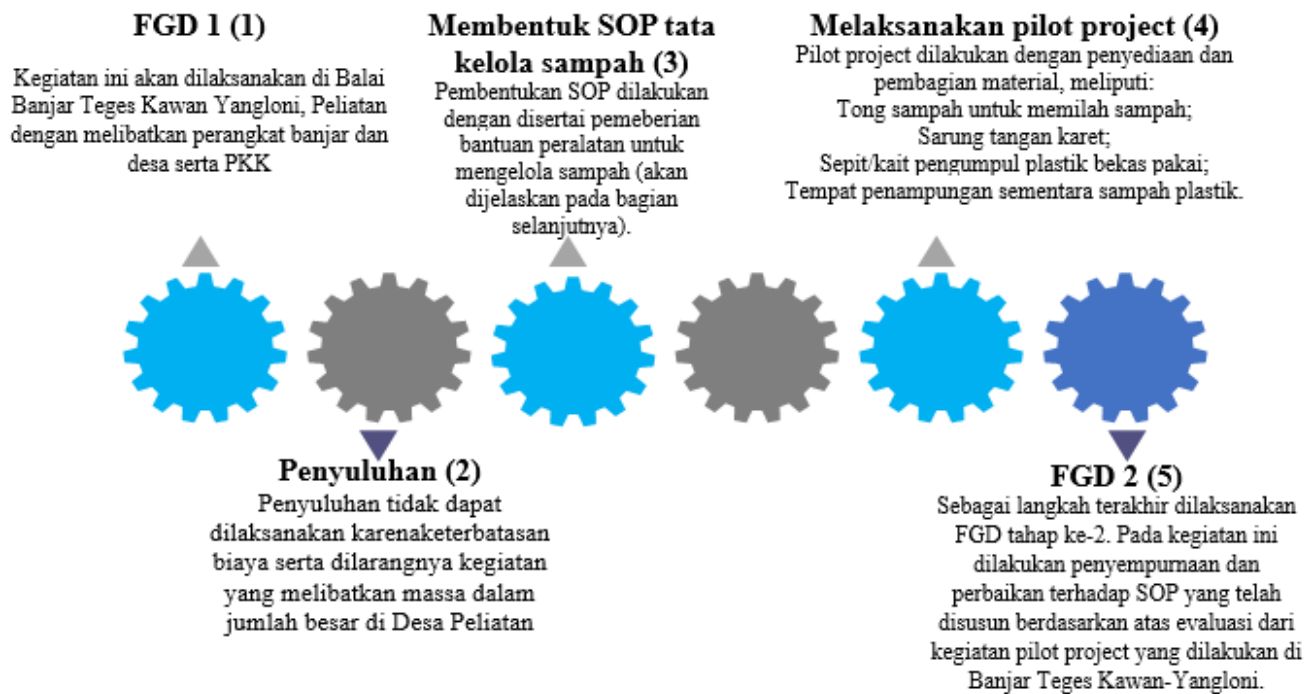 FGD 1 (1)
Kegiatan ini akan dilaksanakan di Balai
Banjar Teges Kawan Yangloni, Peliatan
dengan melibatkan perangkat banjar dan
desa serta PKK
Penyuluhan (2)
Penyuluhan tidak dapat
dilaksanakan karenaketerbatasan
biaya serta dilarangnya kegiatan
yang melibatkan massa dalam
jumlah besar di Desa Peliatan
Membentuk SOP tata
kelola sampah (3)
Pembentukan SOP dilakukan
dengan disertai pemeberian
bantuan peralatan untuk
mengelola sampah (akan
dijelaskan pada bagian
selanjutnya).
Melaksanakan pilot project (4)
Pilot project dilakukan dengan penyediaan dan
pembagian material, meliputi:
Tong sampah untuk memilah sampah;
Sarung tangan karet;
Sepit/kait pengumpul plastik bekas pakai;
Tempat penampungan sementara sampah plastik.
FGD 2 (5)
Sebagai langkah terakhir dilaksanakan
FGD tahap ke-2. Pada kegiatan ini
dilakukan penyempurnaan dan
perbaikan terhadap SOP yang telah
disusun berdasarkan atas evaluasi dari
kegiatan pilot project yang dilakukan di
Banjar Teges Kawan-Yangloni.